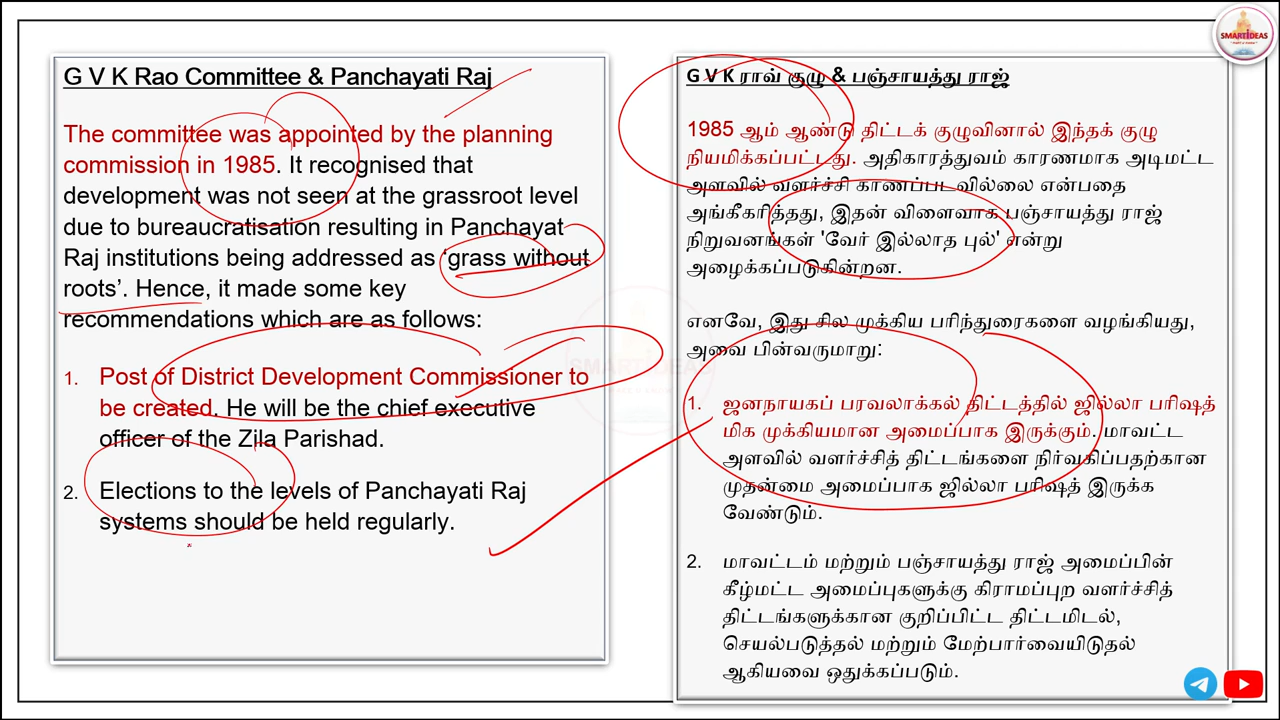 G V K Rao Committee & Panchayati Raj
The committee was appointed by the planning
commission in 1985. It recognised that
development was not seen at the grassroot level
due to bureaucratisation resulting in Panchayat
Raj institutions being addressed as ‘grass without
roots’. Hence, it made some key
recommendations which are as follows:
1. Post of District Development Commissioner to
be created. He will be the chief executive
officer of the Zila Parishad.
2. Elections to the levels of Panchayati Raj
systems should be held regularly.
G V K ராவ் குழு & பஞ்சாயத்து ராஜ்
1985 ஆம் ஆண்டு திட்டக் குழுவினால் இந்தக் குழு
நியமிக்கப்பட்டது. அதிகாரத்துவம் காரணமாக அடிமட்ட
அளவில் வளர்ச்சி காணப்படவில்லை என்பதை
அங்கீகரித்தது, இதன் விளைவாக பஞ்சாயத்து ராஜ்
நிறுவனங்கள் 'வேர் இல்லாத புல்' என்று
அழைக்கப்படுகின்றன.
எனவே, இது சில முக்கிய பரிந்துரைகளை வழங்கியது,
அவை பின்வருமாறு:
1. ஜனநாயகப் பரவலாக்கல் திட்டத்தில் ஜில்லா பரிஷத்
மிக முக்கியமான அமைப்பாக இருக்கும். மாவட்ட
அளவில் வளர்ச்சித் திட்டங்களை நிர்வகிப்பதற்கான
முதன்மை அமைப்பாக ஜில்லா பரிஷத் இருக்க
வேண்டும்.
2. மாவட்டம் மற்றும் பஞ்சாயத்து ராஜ் அமைப்பின்
கீழ்மட்ட அமைப்புகளுக்கு கிராமப்புற வளர்ச்சித்
திட்டங்களுக்கான குறிப்பிட்ட திட்டமிடல்,
செயல்படுத்தல் மற்றும் மேற்பார்வையிடுதல்
ஆகியவை ஒதுக்கப்படும்.
SMARTIDEAS
SMARTIDEAS